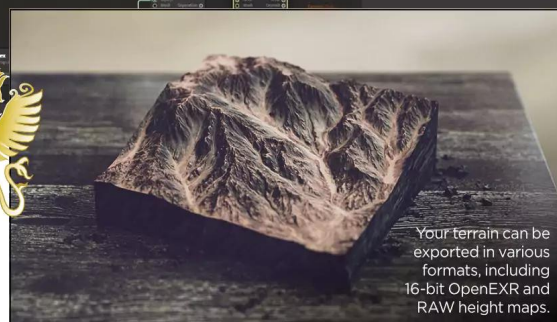 Your terrain can be
exported in various
formats, including
16-bit OpenEXR and
RAW height maps.